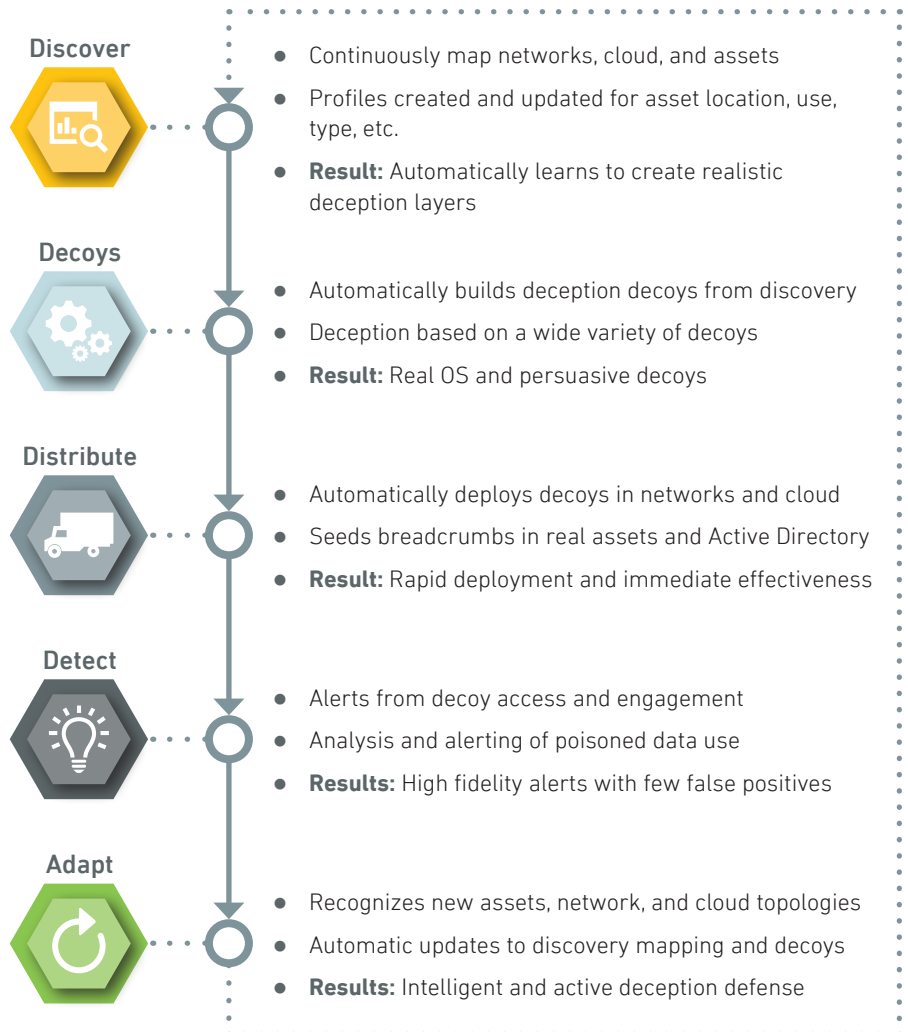 Discover
● Continuously map networks, cloud, and assets
● Profiles created and updated for asset location, use,
type, etc.
● Result: Automatically learns to create realistic
deception layers
Decoys
● Automatically builds deception decoys from discovery
● Deception based on a wide variety of decoys
● Result: Real OS and persuasive decoys
Distribute
● Automatically deploys decoys in networks and cloud
● Seeds breadcrumbs in real assets and Active Directory
● Result: Rapid deployment and immediate effectiveness
Detect
● Alerts from decoy access and engagement
● Analysis and alerting of poisoned data use
● Results: High fidelity alerts with few false positives
Adapt
● Recognizes new assets, network, and cloud topologies
● Automatic updates to discovery mapping and decoys
● Results: Intelligent and active deception defense